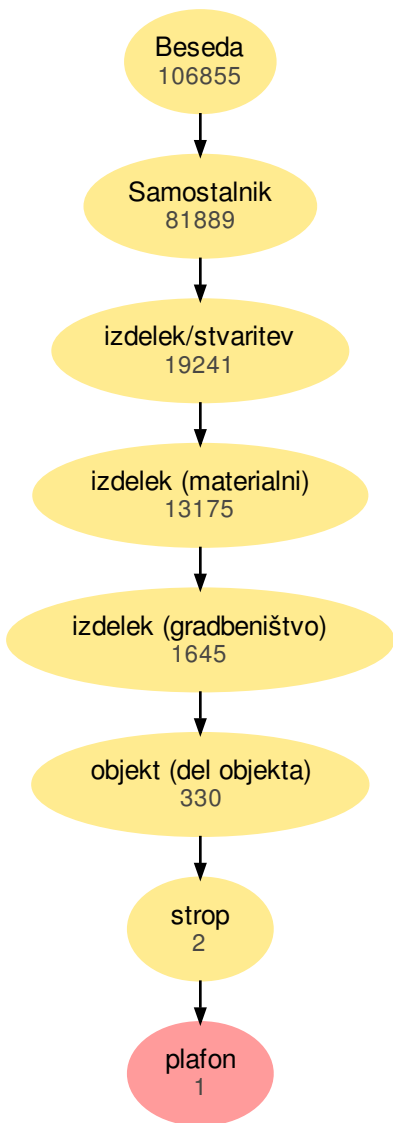 Beseda
106855
Samostalnik
81889
izdelek/stvaritev
19241
izdelek (materialni)
13175
izdelek (gradbeništvo)
1645
objekt (del objekta)
330
strop
2
plafon
1